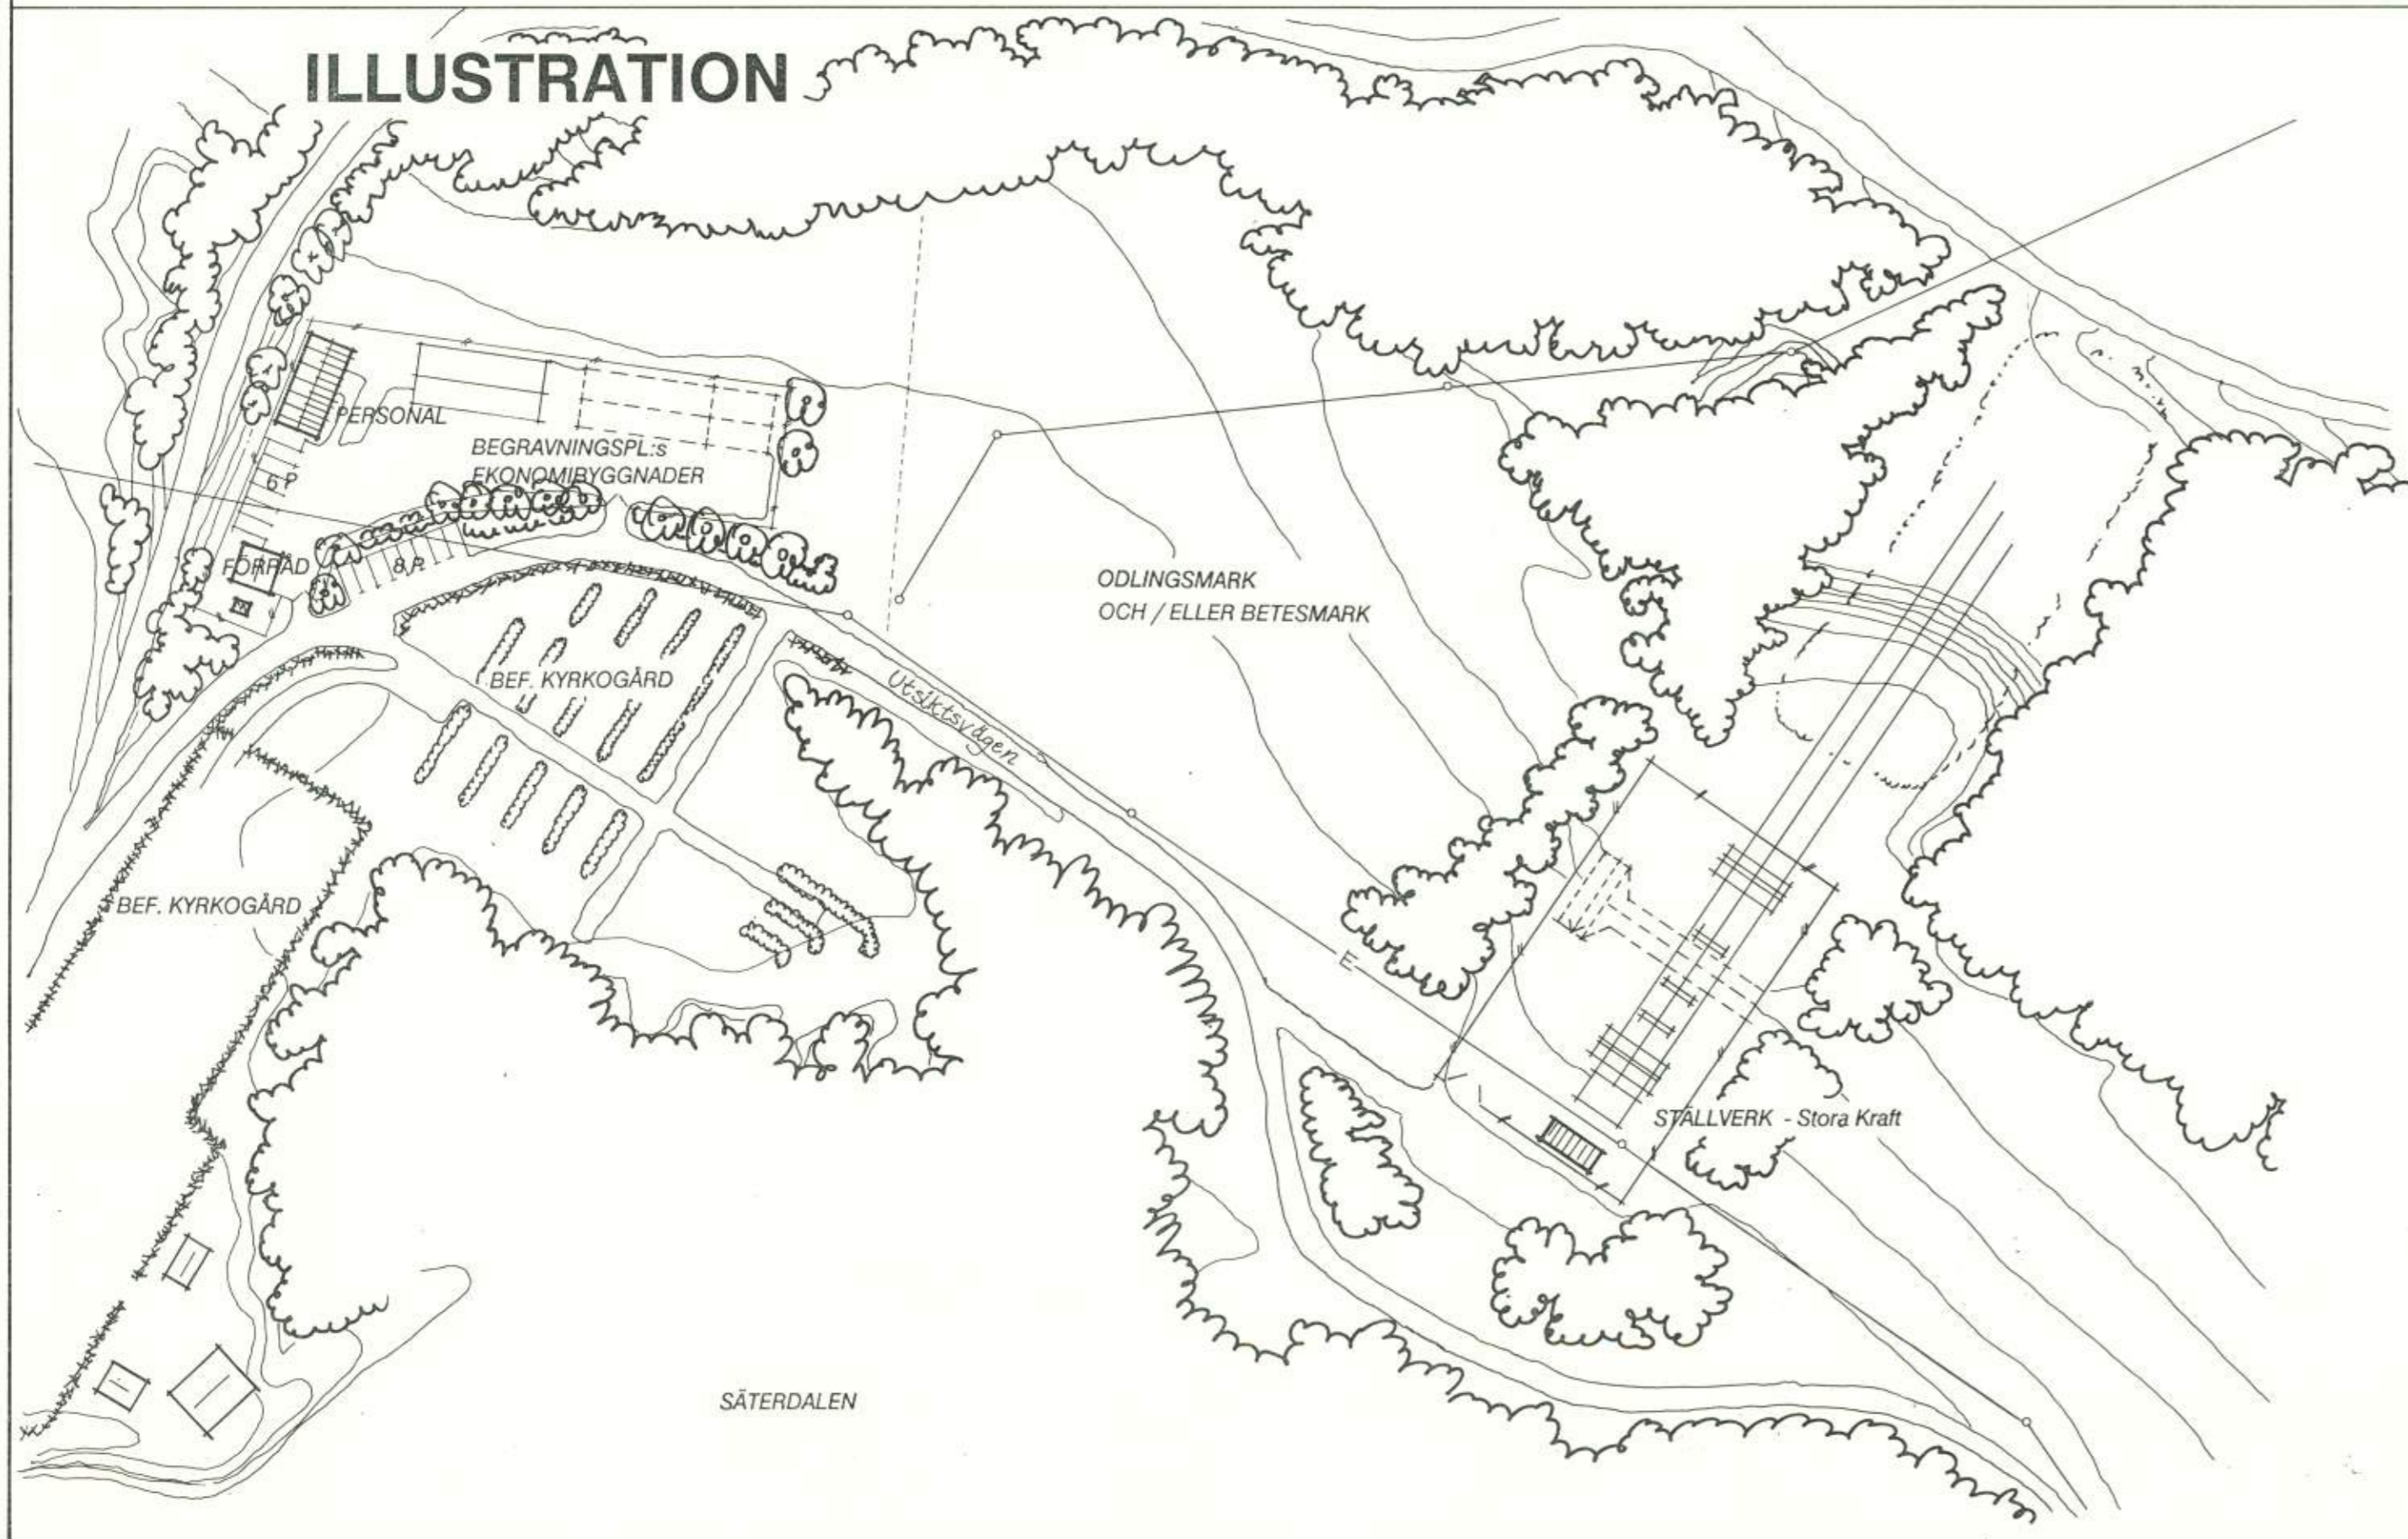 ILLUSTRATION
PERSONAL
BEGRAVNINGSPL:s
EKONOMIBYGGNADER
6 P
FÖRRÅD
8 P
ODLINGSMARK
OCH / ELLER BETESMARK
BEF. KYRKOGÅRD
Utsiktsvägen
BEF. KYRKOGÅRD
E
STÄLLVERK - Stora Kraft
SÄTERDALEN